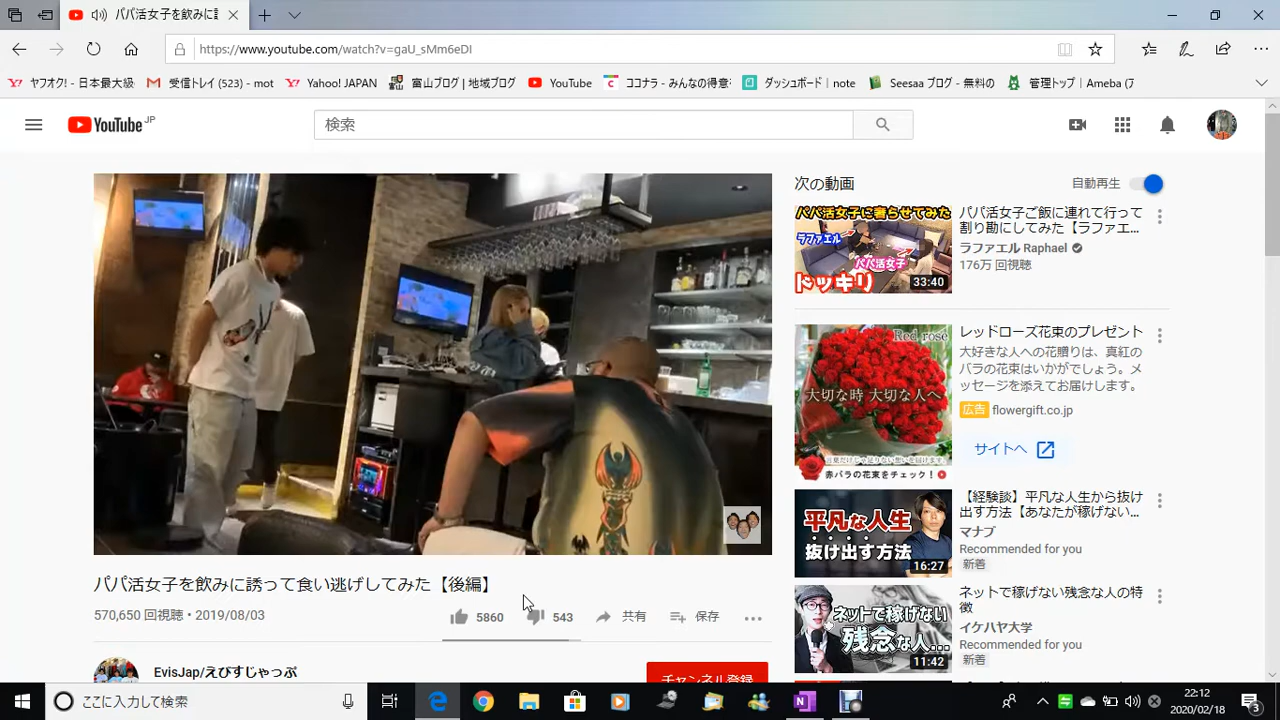 パパ活女子を飲みに誘
https://www.youtube.com/watch?v=gaU_sMm6eDI
ヤフオク! - 日本最大級
受信トレイ (523) - mot
Yahoo! JAPAN
富山ブログ | 地域ブログ
YouTube
ココナラ - みんなの得意
ダッシュボード | note
Seesaa ブログ - 無料の
管理トップ | Ameba (ア
YouTube JP
検索
次の動画
自動再生
パパ活女子に奢らせてみた
ラファエル
パパ活女子
ドッキリ
33:40
パパ活女子ご飯に連れて行って
割り勘にしてみた【ラファエ...
ラファエル Raphael
176万 回視聴
Red rose
大切な時 大切な人へ
赤バラの花束をチェック!
レッドローズ花束のプレゼント
大好きな人への花贈りは、真紅の
バラの花束はいかがでしょう。メ
ッセージを添えてお届けします。
広告 flowergift.co.jp
サイトへ
平凡な人生
抜け出す方法
16:27
【経験談】平凡な人生から抜け
出す方法【あなたが稼げない...
マナブ
Recommended for you
新着
ネットで稼げない
残念な人...
11:42
ネットで稼げない残念な人の特
徴
イケハヤ大学
Recommended for you
新着
パパ活女子を飲みに誘って食い逃げしてみた【後編】
570,650 回視聴・2019/08/03
5860
543
共有
保存
EvisJap/えびすじゃっぷ
チャンネル登録
ここに入力して検索
22:12
2020/02/18
3